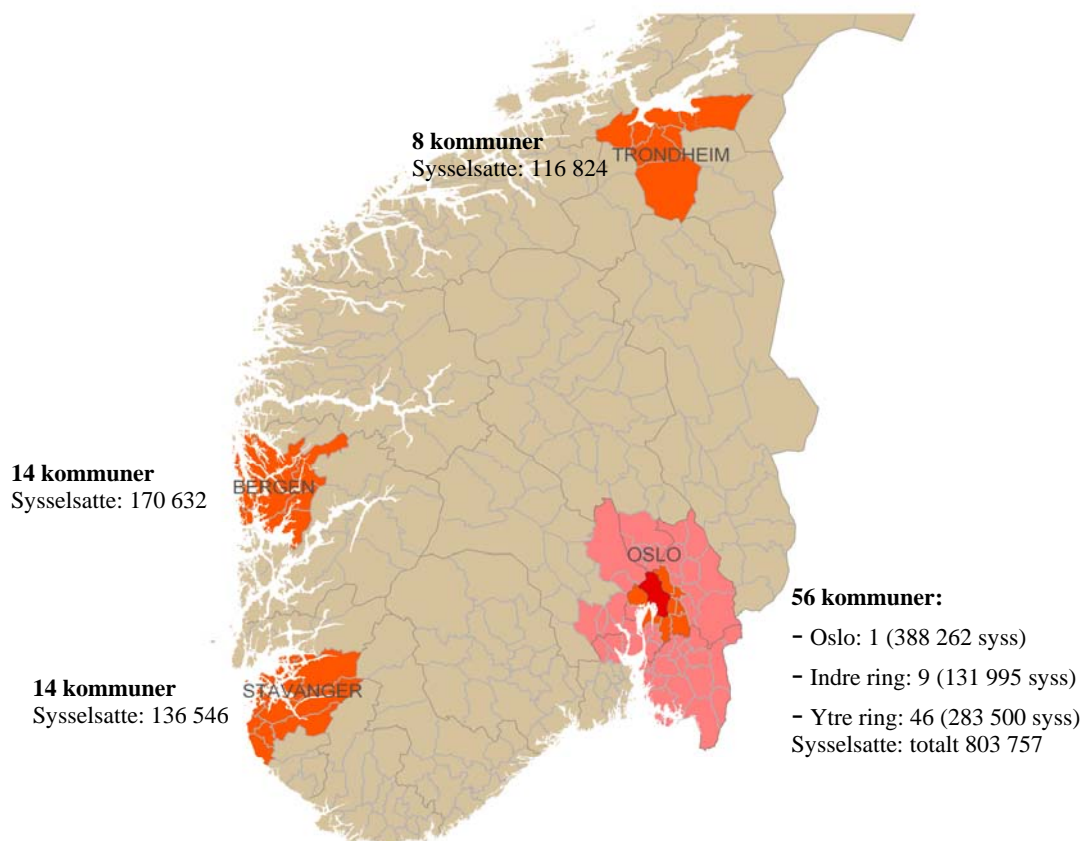 8 kommuner
Sysselsatte: 116 824
TRONDHEIM
14 kommuner
Sysselsatte: 170 632
BERGEN
OSLO
56 kommuner:
- Oslo: 1 (388 262 syss)
- Indre ring: 9 (131 995 syss)
- Ytre ring: 46 (283 500 syss)
Sysselsatte: totalt 803 757
14 kommuner
Sysselsatte: 136 546
STAVANGER